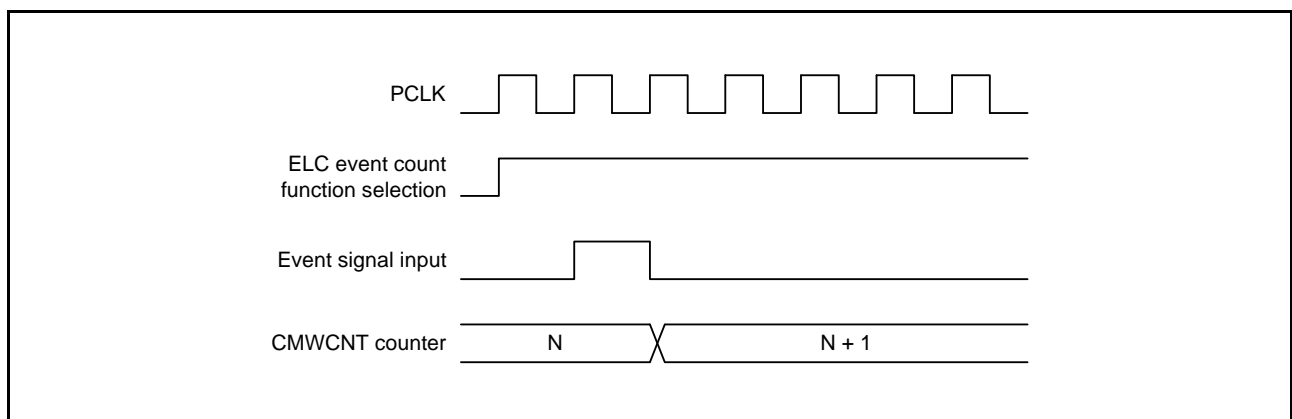 PCLK
ELC event count
function selection
Event signal input
CMWCNT counter
N
N + 1